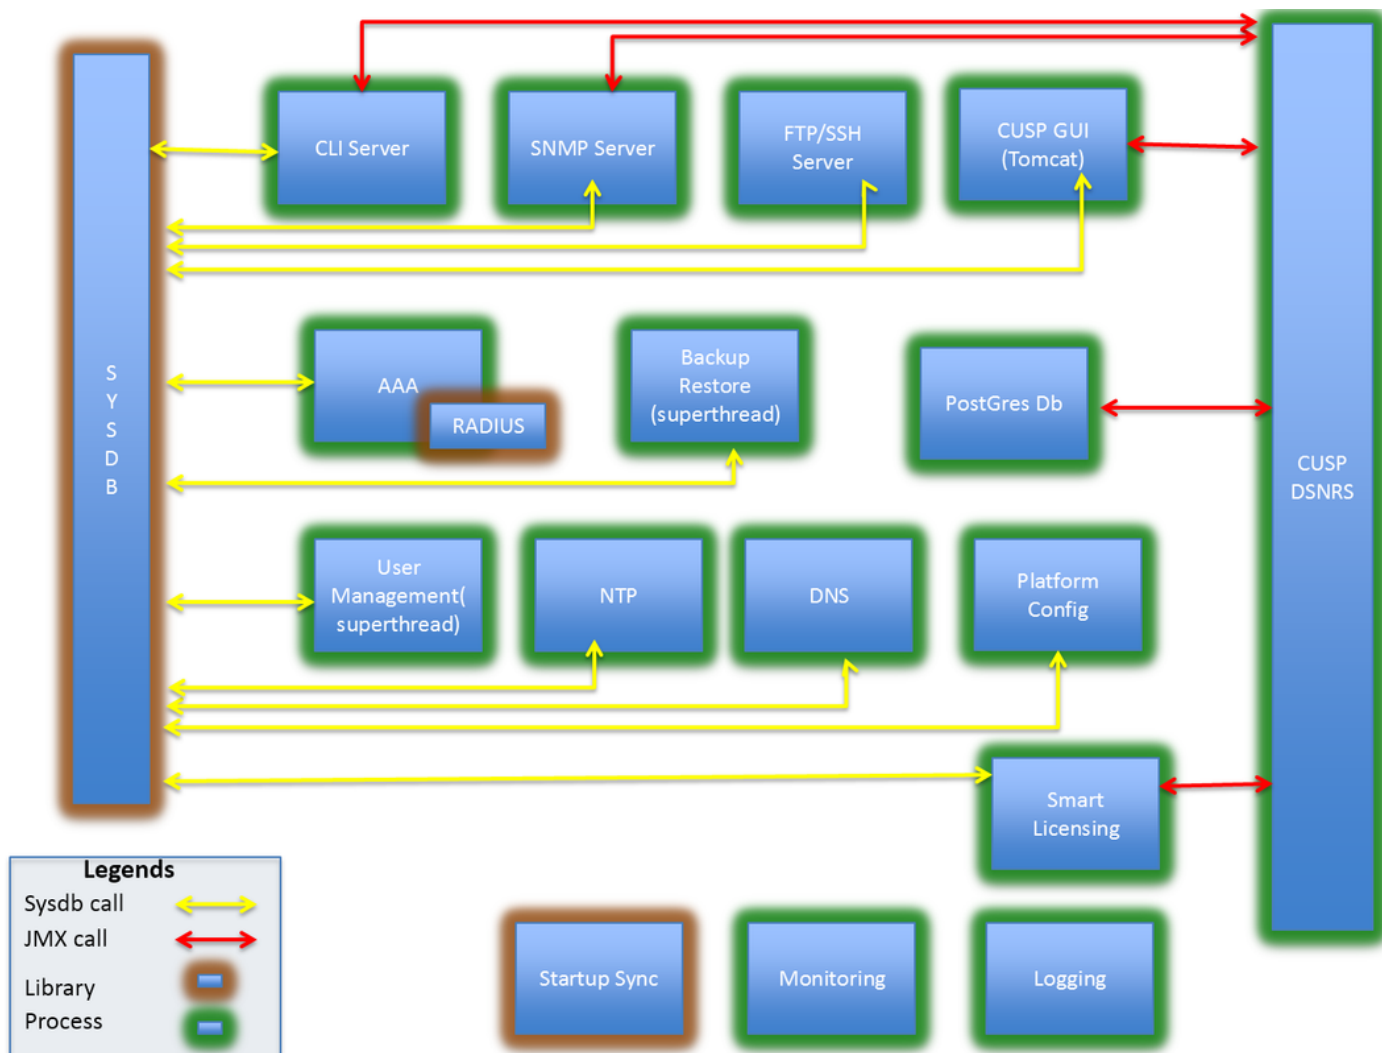 CLI Server
SNMP Server
FTP/SSH
Server
CUSP GUI
(Tomcat)
S
Y
S
D
B
AAA
RADIUS
Backup
Restore
(superthread)
PostGres Db
CUSP
DSNRS
User
Management(
superthread)
NTP
DNS
Platform
Config
Smart
Licensing
Legends
Sysdb call
JMX call
Library
Process
Startup Sync
Monitoring
Logging